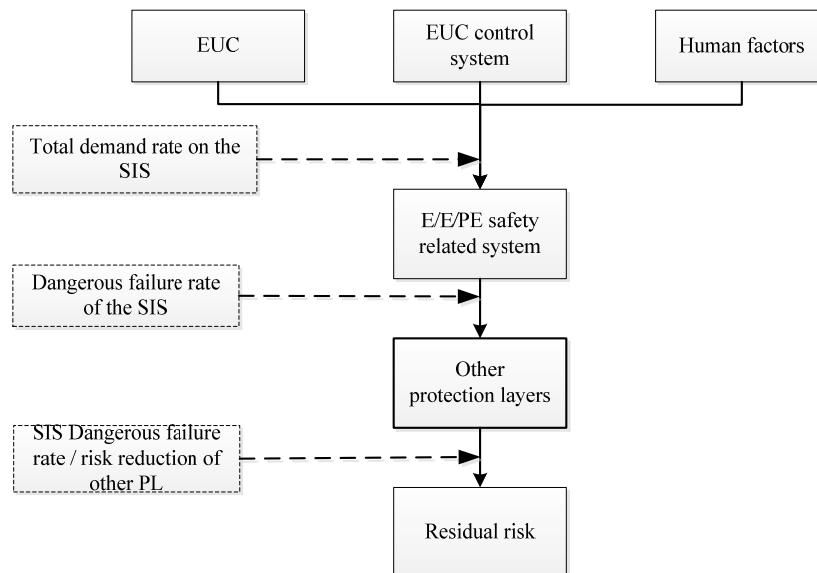 EUC
EUC control
system
Human factors
Total demand rate on the
SIS
E/E/PE safety
related system
Dangerous failure rate
of the SIS
Other
protection layers
SIS Dangerous failure
rate / risk reduction of
other PL
Residual risk